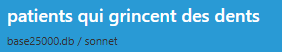 patients qui grincent des dents
base25000.db / sonnet